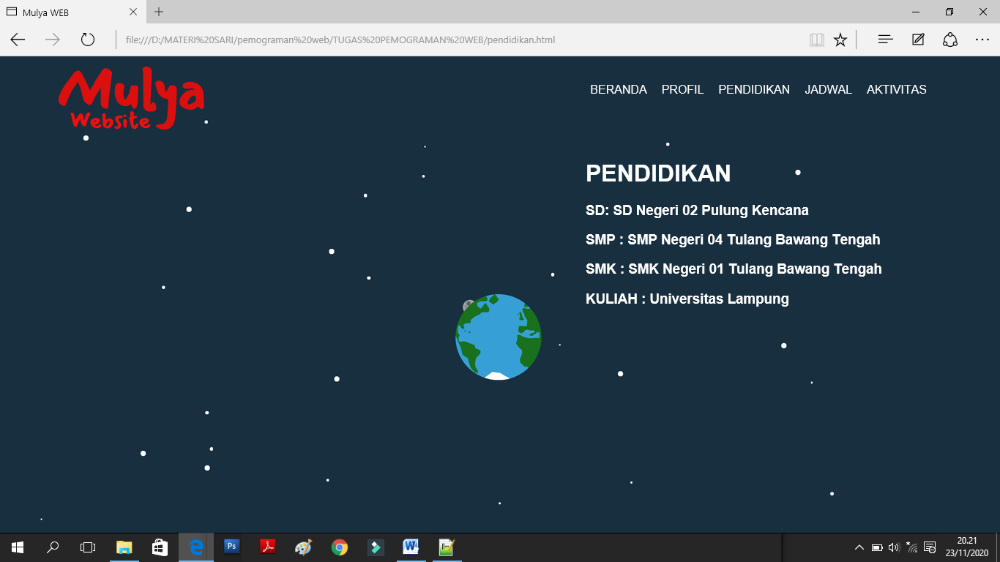 Mulya WEB
file:///D:/MATERI%20SARI/pemograman%20web/TUGAS%20PEMOGRAMAN%20WEB/pendidikan.html
Mulya
Website
BERANDA PROFIL PENDIDIKAN JADWAL AKTIVITAS
PENDIDIKAN
SD: SD Negeri 02 Pulung Kencana
SMP : SMP Negeri 04 Tulang Bawang Tengah
SMK : SMK Negeri 01 Tulang Bawang Tengah
KULIAH : Universitas Lampung
Ps
20.21
23/11/2020